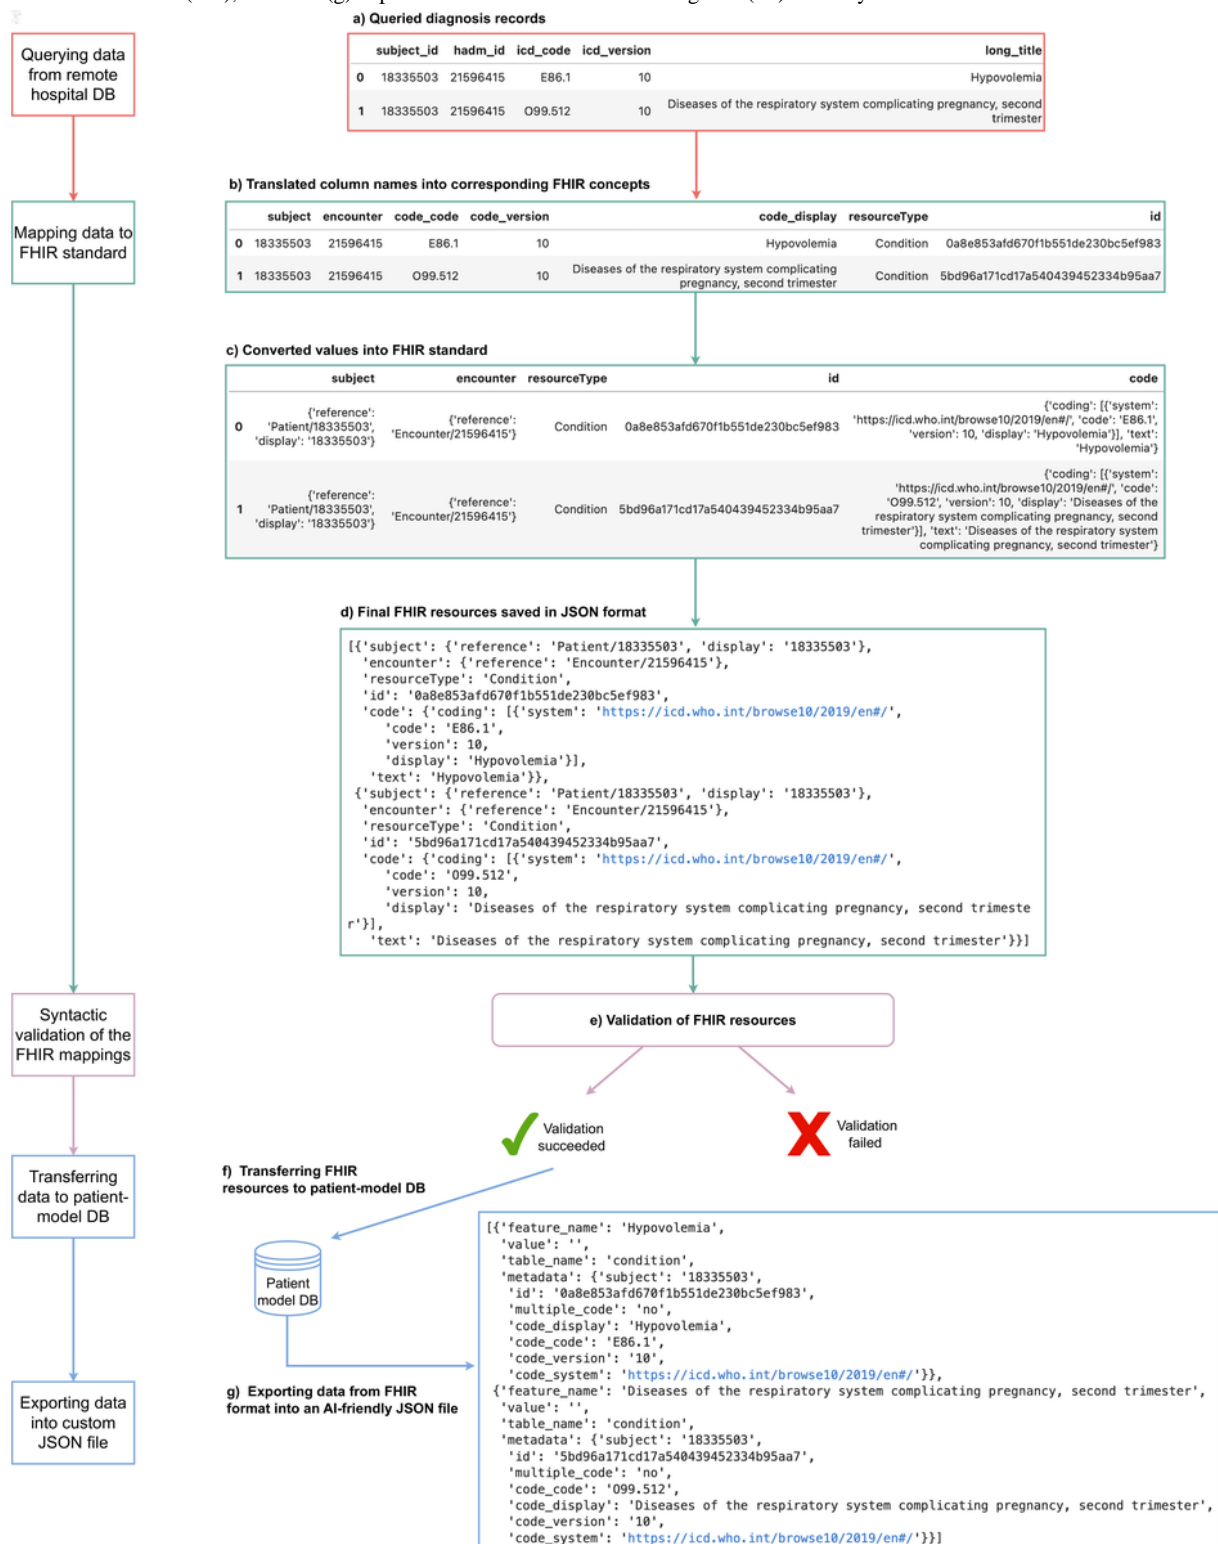 a) Queried diagnosis records
Querying data
from remote
hospital DB
subject_id hadm_id icd_code icd_version long_title
0 18335503 21596415 E86.1 10 Hypovolemia
1 18335503 21596415 O99.512 10 Diseases of the respiratory system complicating pregnancy, second
trimester
b) Translated column names into corresponding FHIR concepts
Mapping data to
FHIR standard
subject encounter code_code code_version code_display resourceType id
0 18335503 21596415 E86.1 10 Hypovolemia Condition 0a8e853afd670f1b551de230bc5ef983
1 18335503 21596415 O99.512 10 Diseases of the respiratory system complicating
pregnancy, second trimester Condition 5bd96a171cd17a540439452334b95aa7
c) Converted values into FHIR standard
subject encounter resourceType id code
0 {'reference':
'Patient/18335503',
'display': '18335503'}
{'reference':
'Encounter/21596415'}
Condition 0a8e853afd670f1b551de230bc5ef983
{'coding': [{'system':
'https://icd.who.int/browse10/2019/en#/', 'code': 'E86.1',
'version': 10, 'display': 'Hypovolemia'}], 'text':
'Hypovolemia'}
1 {'reference':
'Patient/18335503',
'display': '18335503'}
{'reference':
'Encounter/21596415'}
Condition 5bd96a171cd17a540439452334b95aa7
{'coding': [{'system':
'https://icd.who.int/browse10/2019/en#/', 'code':
'O99.512', 'version': 10, 'display': 'Diseases of the
respiratory system complicating pregnancy, second
trimester'}], 'text': 'Diseases of the respiratory system
complicating pregnancy, second trimester'}
d) Final FHIR resources saved in JSON format
[{'subject': {'reference': 'Patient/18335503', 'display': '18335503'},
'encounter': {'reference': 'Encounter/21596415'},
'resourceType': 'Condition',
'id': '0a8e853afd670f1b551de230bc5ef983',
'code': {'coding': [{'system': 'https://icd.who.int/browse10/2019/en#/',
'code': 'E86.1',
'version': 10,
'display': 'Hypovolemia'}],
'text': 'Hypovolemia'}},
{'subject': {'reference': 'Patient/18335503', 'display': '18335503'},
'encounter': {'reference': 'Encounter/21596415'},
'resourceType': 'Condition',
'id': '5bd96a171cd17a540439452334b95aa7',
'code': {'coding': [{'system': 'https://icd.who.int/browse10/2019/en#/',
'code': 'O99.512',
'version': 10,
'display': 'Diseases of the respiratory system complicating pregnancy, second trimeste
r'}],
'text': 'Diseases of the respiratory system complicating pregnancy, second trimester'}}]
Syntactic
validation of the
FHIR mappings
e) Validation of FHIR resources
Validation
succeeded
Validation
failed
Transferring
data to patient-
model DB
f) Transferring FHIR
resources to patient-model DB
Patient
model DB
g) Exporting data from FHIR
format into an AI-friendly JSON file
Exporting data
into custom
JSON file
[{'feature_name': 'Hypovolemia',
'value': '',
'table_name': 'condition',
'metadata': {'subject': '18335503',
'id': '0a8e853afd670f1b551de230bc5ef983',
'multiple_code': 'no',
'code_display': 'Hypovolemia',
'code_code': 'E86.1',
'code_version': '10',
'code_system': 'https://icd.who.int/browse10/2019/en#/'}},
{'feature_name': 'Diseases of the respiratory system complicating pregnancy, second trimester',
'value': '',
'table_name': 'condition',
'metadata': {'subject': '18335503',
'id': '5bd96a171cd17a540439452334b95aa7',
'multiple_code': 'no',
'code_code': 'O99.512',
'code_display': 'Diseases of the respiratory system complicating pregnancy, second trimester',
'code_version': '10',
'code_system': 'https://icd.who.int/browse10/2019/en#/'}}]